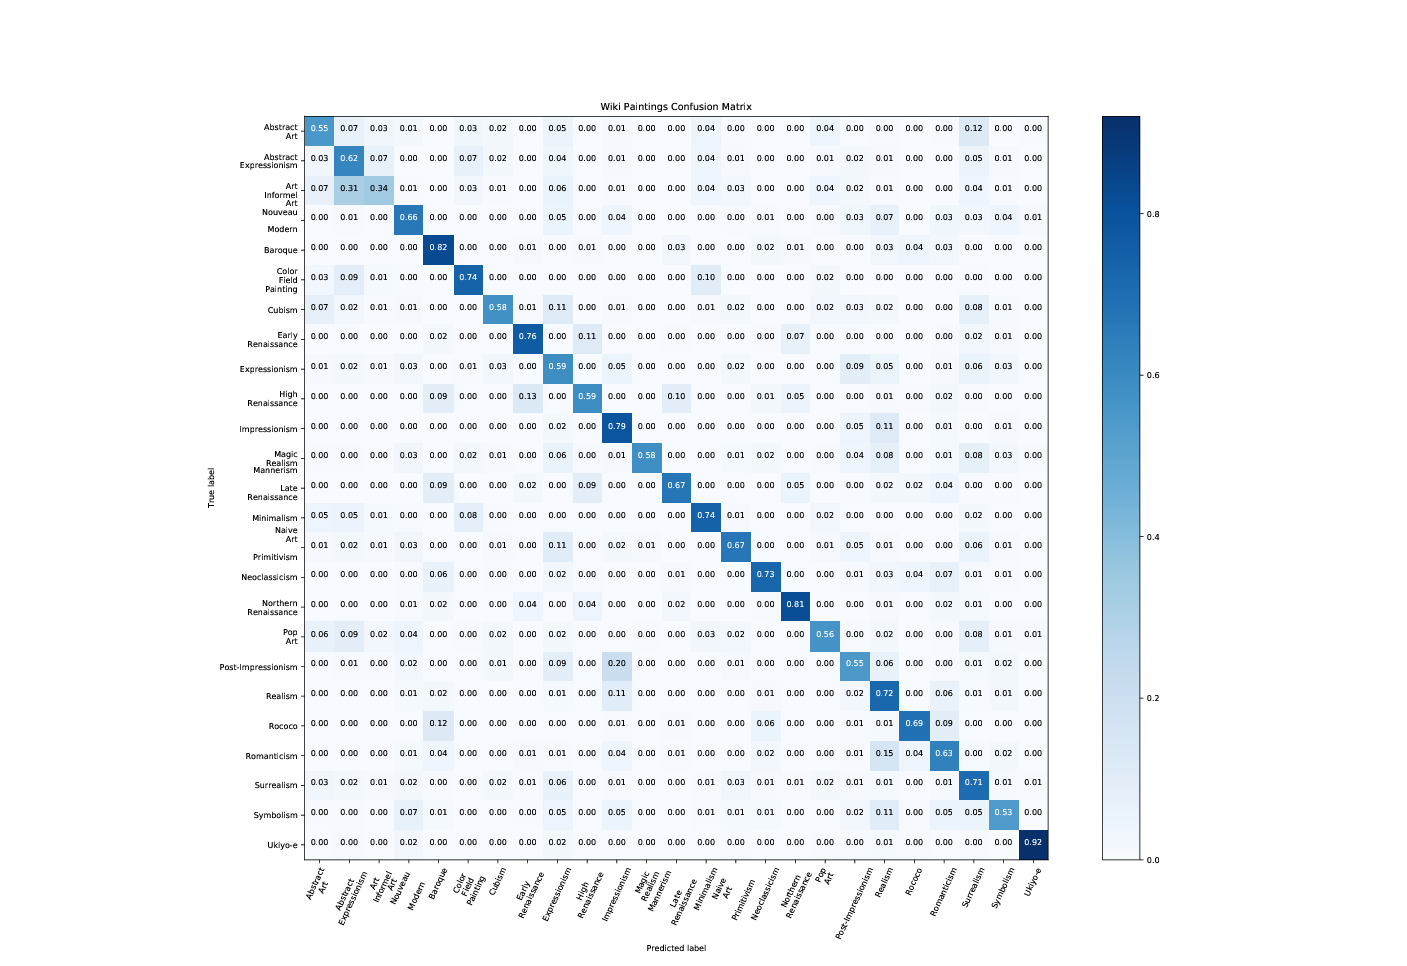 Wiki Paintings Confusion Matrix
Abstract
Art
0.55 0.07 0.03 0.01 0.00 0.03 0.02 0.00 0.05 0.00 0.01 0.00 0.00 0.04 0.00 0.00 0.00 0.04 0.00 0.00 0.00 0.00 0.12 0.00 0.00
Abstract
Expressionism
0.03 0.62 0.07 0.00 0.00 0.07 0.02 0.00 0.04 0.00 0.01 0.00 0.00 0.04 0.01 0.00 0.00 0.01 0.02 0.01 0.00 0.00 0.05 0.01 0.00
Art
Informel
0.07 0.31 0.34 0.01 0.00 0.03 0.01 0.00 0.06 0.00 0.01 0.00 0.00 0.04 0.03 0.00 0.00 0.04 0.02 0.01 0.00 0.00 0.04 0.01 0.00
Art
Nouveau
Modern
0.00 0.01 0.00 0.66 0.00 0.00 0.00 0.00 0.05 0.00 0.04 0.00 0.00 0.00 0.00 0.01 0.00 0.00 0.03 0.07 0.00 0.03 0.03 0.04 0.01
Baroque
0.00 0.00 0.00 0.00 0.82 0.00 0.00 0.01 0.00 0.01 0.00 0.00 0.03 0.00 0.00 0.02 0.01 0.00 0.00 0.03 0.04 0.03 0.00 0.00 0.00
Color
Field
Painting
0.03 0.09 0.01 0.00 0.00 0.74 0.00 0.00 0.00 0.00 0.00 0.00 0.00 0.10 0.00 0.00 0.00 0.02 0.00 0.00 0.00 0.00 0.00 0.00 0.00
Cubism
0.07 0.02 0.01 0.01 0.00 0.00 0.58 0.01 0.11 0.00 0.01 0.00 0.00 0.01 0.02 0.00 0.00 0.02 0.03 0.02 0.00 0.00 0.08 0.01 0.00
Early
Renaissance
0.00 0.00 0.00 0.00 0.02 0.00 0.00 0.76 0.00 0.11 0.00 0.00 0.00 0.00 0.00 0.00 0.07 0.00 0.00 0.00 0.00 0.00 0.02 0.01 0.00
Expressionism
0.01 0.02 0.01 0.03 0.00 0.01 0.03 0.00 0.59 0.00 0.05 0.00 0.00 0.00 0.02 0.00 0.00 0.00 0.09 0.05 0.00 0.01 0.06 0.03 0.00
High
Renaissance
0.00 0.00 0.00 0.00 0.09 0.00 0.00 0.13 0.00 0.59 0.00 0.00 0.10 0.00 0.00 0.01 0.05 0.00 0.00 0.01 0.00 0.02 0.00 0.00 0.00
Impressionism
0.00 0.00 0.00 0.00 0.00 0.00 0.00 0.00 0.02 0.00 0.79 0.00 0.00 0.00 0.00 0.00 0.00 0.00 0.05 0.11 0.00 0.01 0.00 0.01 0.00
Magic
Realism
0.00 0.00 0.00 0.03 0.00 0.02 0.01 0.00 0.06 0.00 0.01 0.58 0.00 0.00 0.01 0.02 0.00 0.00 0.04 0.08 0.00 0.01 0.08 0.03 0.00
Mannerism
Late
Renaissance
0.00 0.00 0.00 0.00 0.09 0.00 0.00 0.02 0.00 0.09 0.00 0.00 0.67 0.00 0.00 0.00 0.05 0.00 0.00 0.02 0.02 0.04 0.00 0.00 0.00
Minimalism
0.05 0.05 0.01 0.00 0.00 0.08 0.00 0.00 0.00 0.00 0.00 0.00 0.00 0.74 0.01 0.00 0.00 0.02 0.00 0.00 0.00 0.00 0.02 0.00 0.00
Naive
Art
Primitivism
0.01 0.02 0.01 0.03 0.00 0.00 0.01 0.00 0.11 0.00 0.02 0.01 0.00 0.00 0.67 0.00 0.00 0.01 0.05 0.01 0.00 0.00 0.06 0.01 0.00
Neoclassicism
0.00 0.00 0.00 0.00 0.06 0.00 0.00 0.00 0.02 0.00 0.00 0.00 0.01 0.00 0.00 0.73 0.00 0.00 0.01 0.03 0.04 0.07 0.01 0.01 0.00
Northern
Renaissance
0.00 0.00 0.00 0.01 0.02 0.00 0.00 0.04 0.00 0.04 0.00 0.00 0.02 0.00 0.00 0.00 0.81 0.00 0.00 0.01 0.00 0.02 0.01 0.00 0.00
Pop
Art
0.06 0.09 0.02 0.04 0.00 0.00 0.02 0.00 0.02 0.00 0.00 0.00 0.00 0.03 0.02 0.00 0.00 0.56 0.00 0.02 0.00 0.00 0.08 0.01 0.01
Post-Impressionism
0.00 0.01 0.00 0.02 0.00 0.00 0.01 0.00 0.09 0.00 0.20 0.00 0.00 0.00 0.01 0.00 0.00 0.00 0.55 0.06 0.00 0.00 0.01 0.02 0.00
Realism
0.00 0.00 0.00 0.01 0.02 0.00 0.00 0.00 0.01 0.00 0.11 0.00 0.00 0.00 0.00 0.01 0.00 0.00 0.02 0.72 0.00 0.06 0.01 0.01 0.00
Rococo
0.00 0.00 0.00 0.00 0.12 0.00 0.00 0.00 0.00 0.00 0.01 0.00 0.01 0.00 0.00 0.06 0.00 0.00 0.01 0.01 0.69 0.09 0.00 0.00 0.00
Romanticism
0.00 0.00 0.00 0.01 0.04 0.00 0.00 0.01 0.01 0.00 0.04 0.00 0.01 0.00 0.00 0.02 0.00 0.00 0.01 0.15 0.04 0.63 0.00 0.02 0.00
Surrealism
0.03 0.02 0.01 0.02 0.00 0.00 0.02 0.01 0.06 0.00 0.01 0.00 0.00 0.01 0.03 0.01 0.01 0.02 0.01 0.01 0.00 0.01 0.71 0.01 0.01
Symbolism
0.00 0.00 0.00 0.07 0.01 0.00 0.00 0.00 0.05 0.00 0.05 0.00 0.00 0.01 0.01 0.01 0.00 0.00 0.02 0.11 0.00 0.05 0.05 0.53 0.00
Ukiyo-e
0.00 0.00 0.00 0.02 0.00 0.00 0.00 0.00 0.02 0.00 0.00 0.00 0.00 0.00 0.00 0.00 0.00 0.00 0.00 0.01 0.00 0.00 0.00 0.00 0.92
True label
Abstract
Art
Abstract
Expressionism
Art
Informel
Art
Nouveau
Modern
Baroque
Color
Field
Painting
Cubism
Early
Renaissance
Expressionism
High
Renaissance
Impressionism
Magic
Realism
Mannerism
Late
Renaissance
Minimalism
Naive
Art
Primitivism
Neoclassicism
Northern
Renaissance
Pop
Art
Post-Impressionism
Realism
Rococo
Romanticism
Surrealism
Symbolism
Ukiyo-e
Predicted label
0.8
0.6
0.4
0.2
0.0